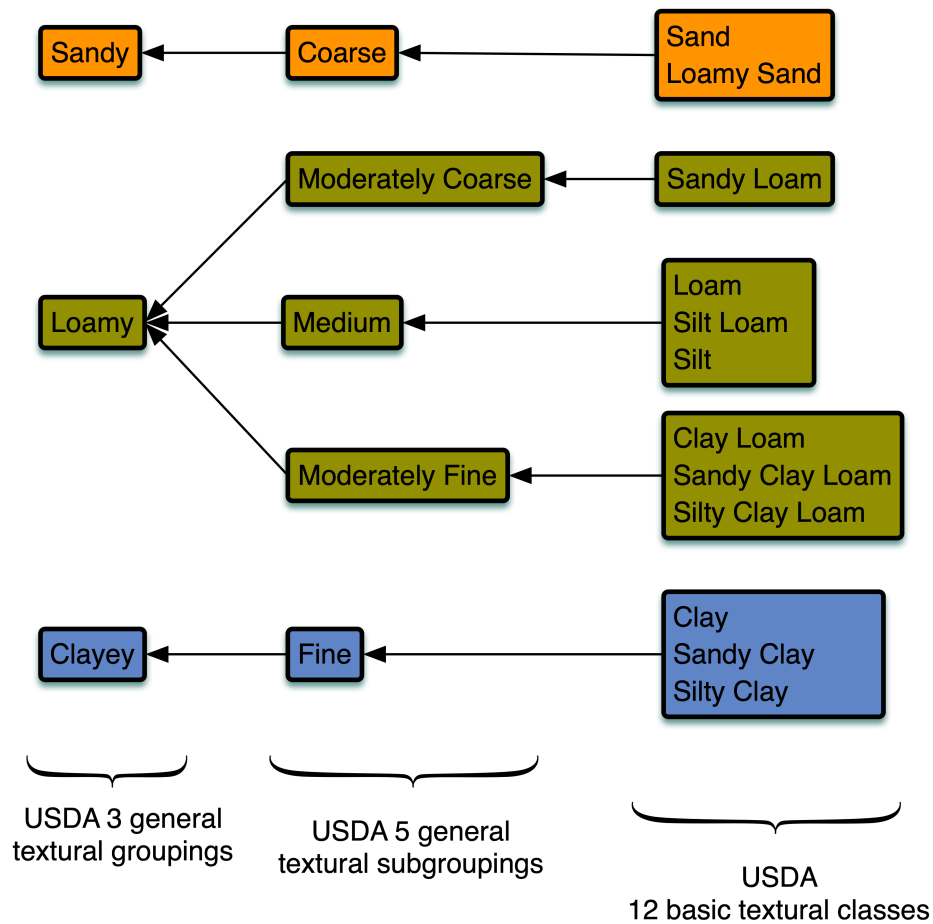 Sandy
Coarse
Sand
Loamy Sand
Moderately Coarse
Sandy Loam
Loamy
Medium
Loam
Silt Loam
Silt
Moderately Fine
Clay Loam
Sandy Clay Loam
Silty Clay Loam
Clayey
Fine
Clay
Sandy Clay
Silty Clay
USDA 3 general
textural groupings
USDA 5 general
textural subgroupings
USDA
12 basic textural classes